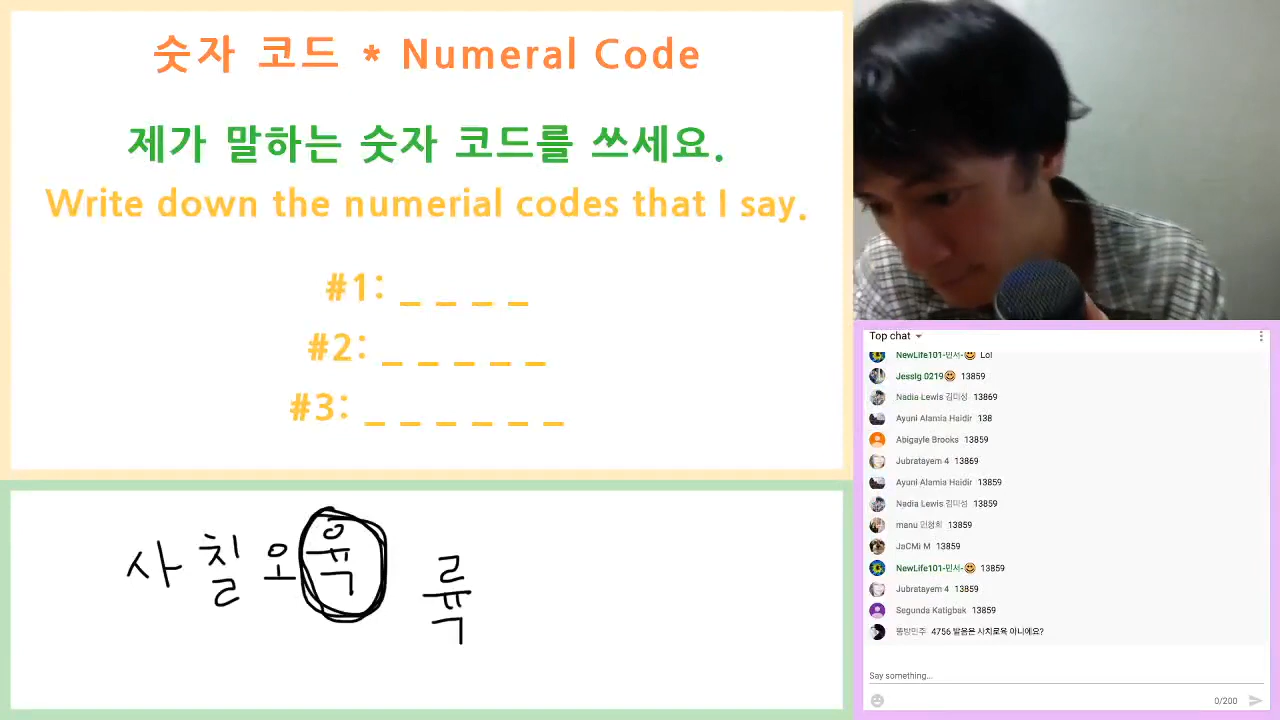 숫자 코드 * Numeral Code
제가 말하는 숫자 코드를 쓰세요.
Write down the numerial codes that I say.
#1: _ _ _ _
#2: _ _ _ _ _
#3: _ _ _ _ _ _
사 칠 오 육 륙
Top chat
NewLife101-민서- Lol
Jessig 0219 13859
Nadia Lewis 김미성 13869
Ayuni Alamia Haidir 138
Abigayle Brooks 13859
Jubratayem 4 13869
Ayuni Alamia Haidir 13859
Nadia Lewis 김미성 13859
manu 13859
JaCMi M 13859
NewLife101-민서- 13859
Jubratayem 4 13859
Segunda Katigbak 13859
똥방민주 4756 발음은 사치로육 아니에요?
Say something...
0/200